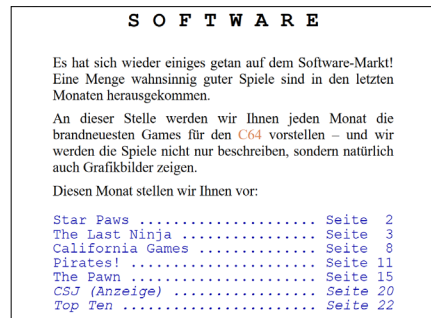 S O F T W A R E
Es hat sich wieder einiges getan auf dem Software-Markt!
Eine Menge wahnsinnig guter Spiele sind in den letzten
Monaten herausgekommen.
An dieser Stelle werden wir Ihnen jeden Monat die
brandneuesten Games für den C64 vorstellen – und wir
werden die Spiele nicht nur beschreiben, sondern natürlich
auch Grafikbilder zeigen.
Diesen Monat stellen wir Ihnen vor:
Star Paws ..................... Seite 2
The Last Ninja ................ Seite 3
California Games .............. Seite 8
Pirates! ...................... Seite 11
The Pawn ...................... Seite 15
CSJ (Anzeige) ................. Seite 20
Top Ten ....................... Seite 22